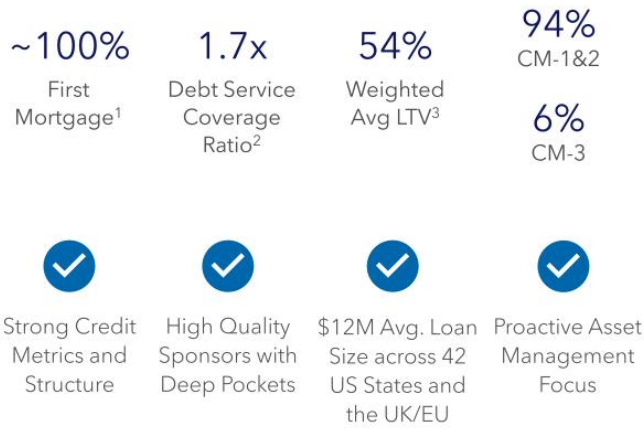 ~100%
First
Mortgage¹
1.7x
Debt Service
Coverage
Ratio²
54%
Weighted
Avg LTV³
94%
CM-1&2
6%
CM-3
Strong Credit
Metrics and
Structure
High Quality
Sponsors with
Deep Pockets
$12M Avg. Loan
Size across 42
US States and
the UK/EU
Proactive Asset
Management
Focus